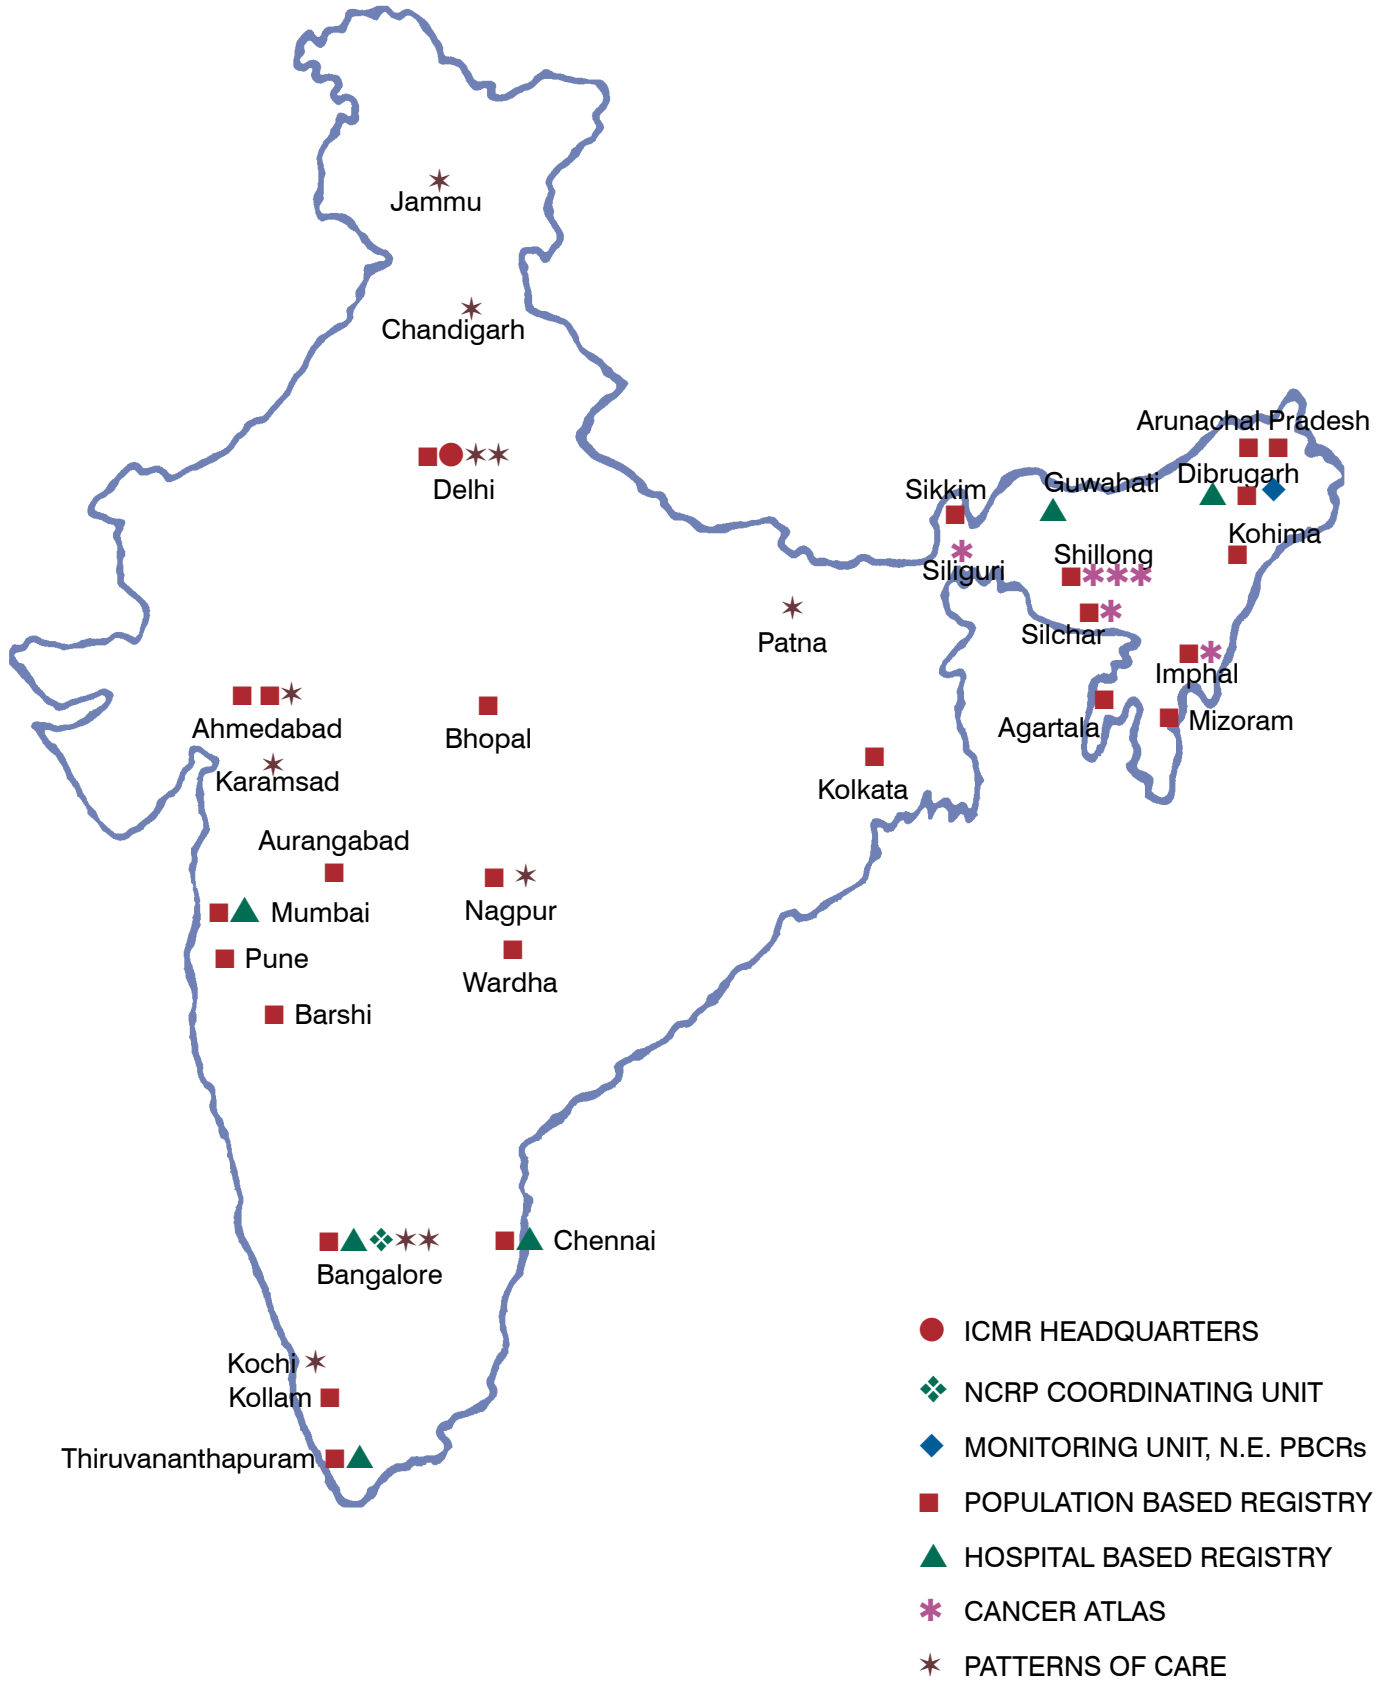 Jammu
Chandigarh
Arunachal Pradesh
Delhi
Sikkim
Guwahati
Dibrugarh
Kohima
Siliguri
Shillong
Patna
Silchar
Imphal
Ahmedabad
Bhopal
Agartala
Mizoram
Karamsad
Kolkata
Aurangabad
Mumbai
Nagpur
Pune
Wardha
Barshi
Bangalore
Chennai
Kochi
Kollam
Thiruvananthapuram
ICMR HEADQUARTERS
NCRP COORDINATING UNIT
MONITORING UNIT, N.E. PBCRs
POPULATION BASED REGISTRY
HOSPITAL BASED REGISTRY
CANCER ATLAS
PATTERNS OF CARE